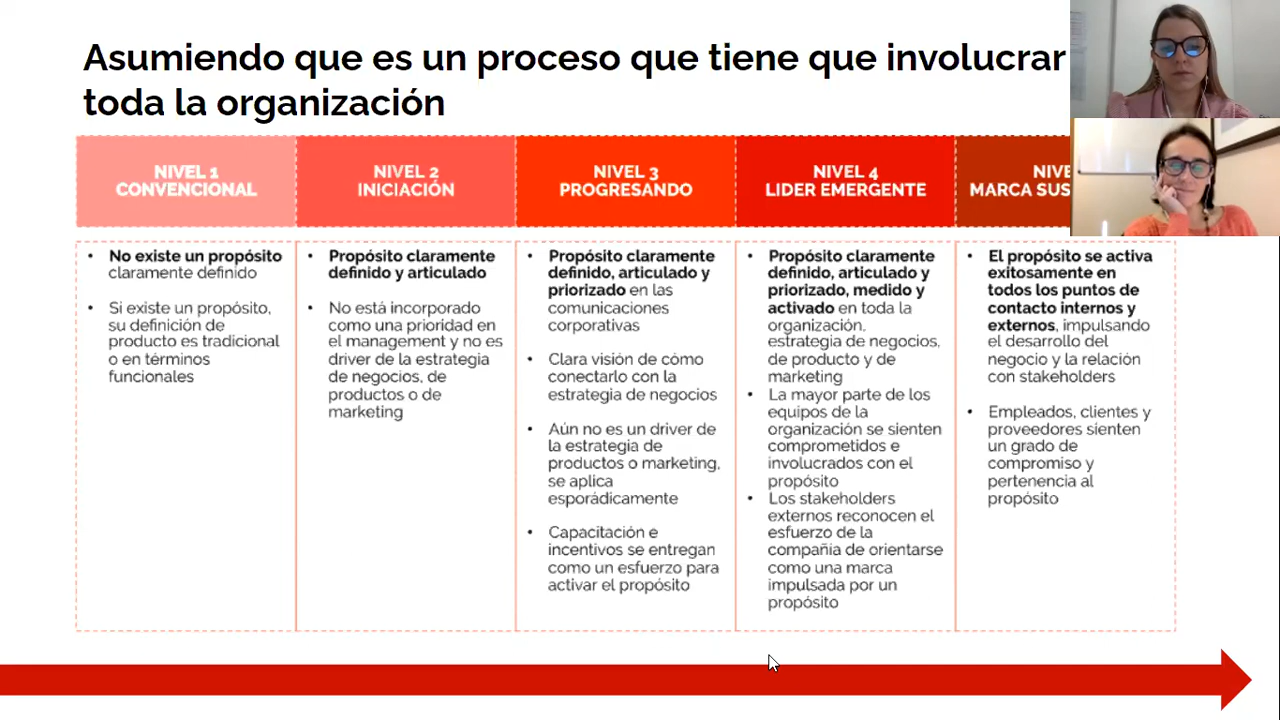 Asumiendo que es un proceso que tiene que involucrar
toda la organización
NIVEL 1
CONVENCIONAL
NIVEL 2
INICIACIÓN
NIVEL 3
PROGRESANDO
NIVEL 4
LIDER EMERGENTE
MARCA
• No existe un propósito
claramente definido
• Si existe un propósito,
su definición de
producto es tradicional
o en términos
funcionales
• Propósito claramente
definido y articulado
• No está incorporado
como una prioridad en
el management y no es
driver de la estrategia
de negocios, de
productos o de
marketing
• Propósito claramente
definido, articulado y
priorizado en las
comunicaciones
corporativas
• Clara visión de cómo
conectarlo con la
estrategia de negocios
• Aún no es un driver de
la estrategia de
productos o marketing,
se aplica
esporádicamente
• Capacitación e
incentivos se entregan
como un esfuerzo para
activar el propósito
• Propósito claramente
definido, articulado y
priorizado, medido y
activado en toda la
organización,
estrategia de negocios,
de producto y de
marketing
• La mayor parte de los
equipos de la
organización se sienten
comprometidos e
involucrados con el
propósito
• Los stakeholders
externos reconocen el
esfuerzo de la
compañía de orientarse
como una marca
impulsada por un
propósito
• El propósito se activa
exitosamente en
todos los puntos de
contacto internos y
externos, impulsando
el desarrollo del
negocio y la relación
con stakeholders
• Empleados, clientes y
proveedores sienten
un grado de
compromiso y
pertenencia al
propósito